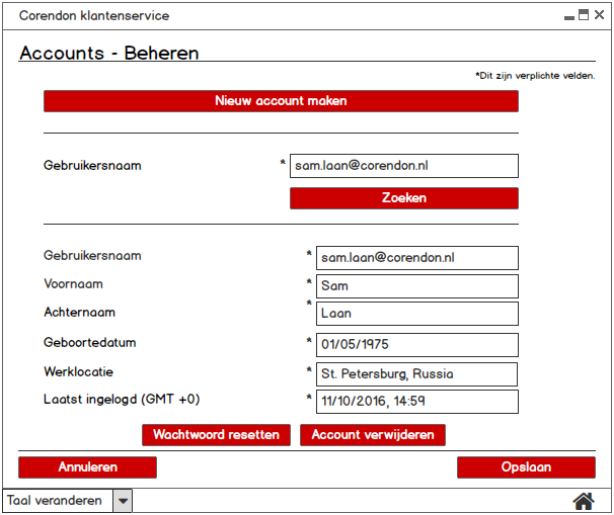 Corendon klantenservice
Accounts - Beheren
*Dit zijn verplichte velden.
Nieuw account maken
Gebruikersnaam * sam.laan@corendon.nl
Zoeken
Gebruikersnaam * sam.laan@corendon.nl
Voornaam * Sam
Achternaam * Laan
Geboortedatum * 01/05/1975
Werklocatie * St. Petersburg, Russia
Laatst ingelogd (GMT +0) * 11/10/2016, 14:59
Wachtwoord resetten Account verwijderen
Annuleren Opslaan
Taal veranderen